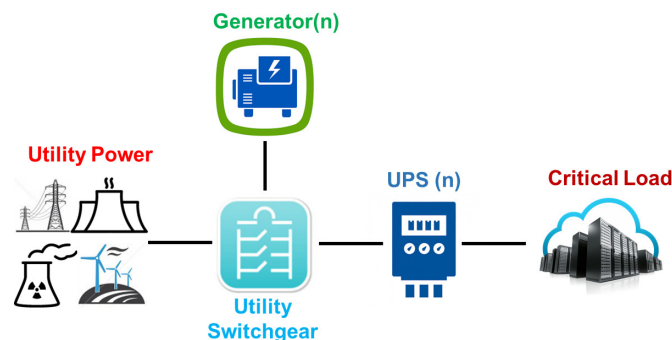 Generator(n)
Utility Power
UPS (n)
Critical Load
Utility
Switchgear